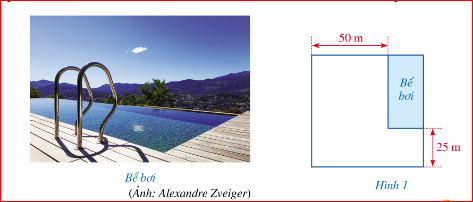 50 m
Bể
bơi
25 m
Bể bơi
(Ảnh: Alexandre Zveiger)
Hình 1